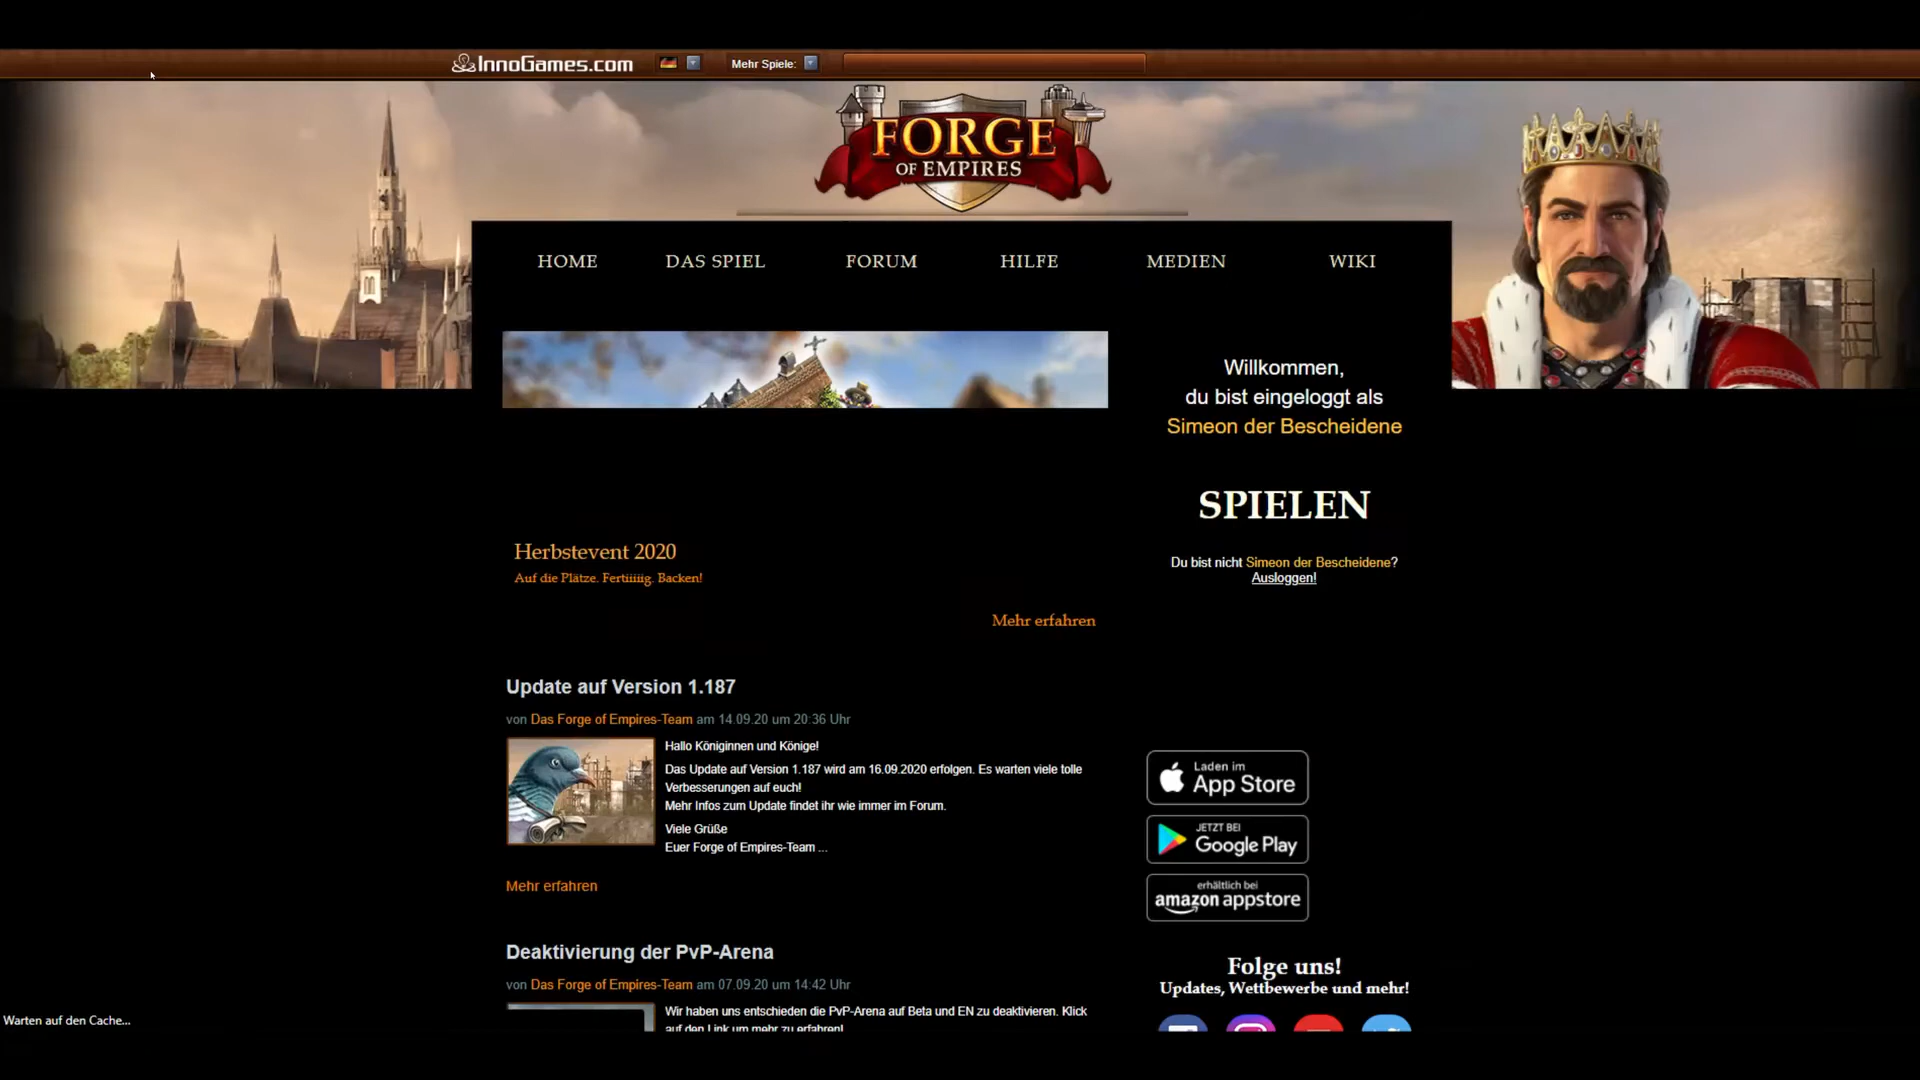 InnoGames.com
Mehr Spiele:
FORGE
OF EMPIRES
HOME DAS SPIEL FORUM HILFE MEDIEN WIKI
Willkommen,
du bist eingeloggt als
Simeon der Bescheidene
SPIELEN
Du bist nicht Simeon der Bescheidene?
Ausloggen!
Herbstevent 2020
Auf die Plätze. Fertiiiiig. Backen!
Mehr erfahren
Update auf Version 1.187
von Das Forge of Empires-Team am 14.09.20 um 20:36 Uhr
Hallo Königinnen und Könige!
Das Update auf Version 1.187 wird am 16.09.2020 erfolgen. Es warten viele tolle
Verbesserungen auf euch!
Mehr Infos zum Update findet ihr wie immer im Forum.
Viele Grüße
Euer Forge of Empires-Team ...
Mehr erfahren
Deaktivierung der PvP-Arena
von Das Forge of Empires-Team am 07.09.20 um 14:42 Uhr
Wir haben uns entschieden die PvP-Arena auf Beta und EN zu deaktivieren. Klick
auf den Link um mehr zu erfahren!
Laden im
App Store
JETZT BEI
Google Play
erhältlich bei
amazon appstore
Folge uns!
Updates, Wettbewerbe und mehr!
Warten auf den Cache...